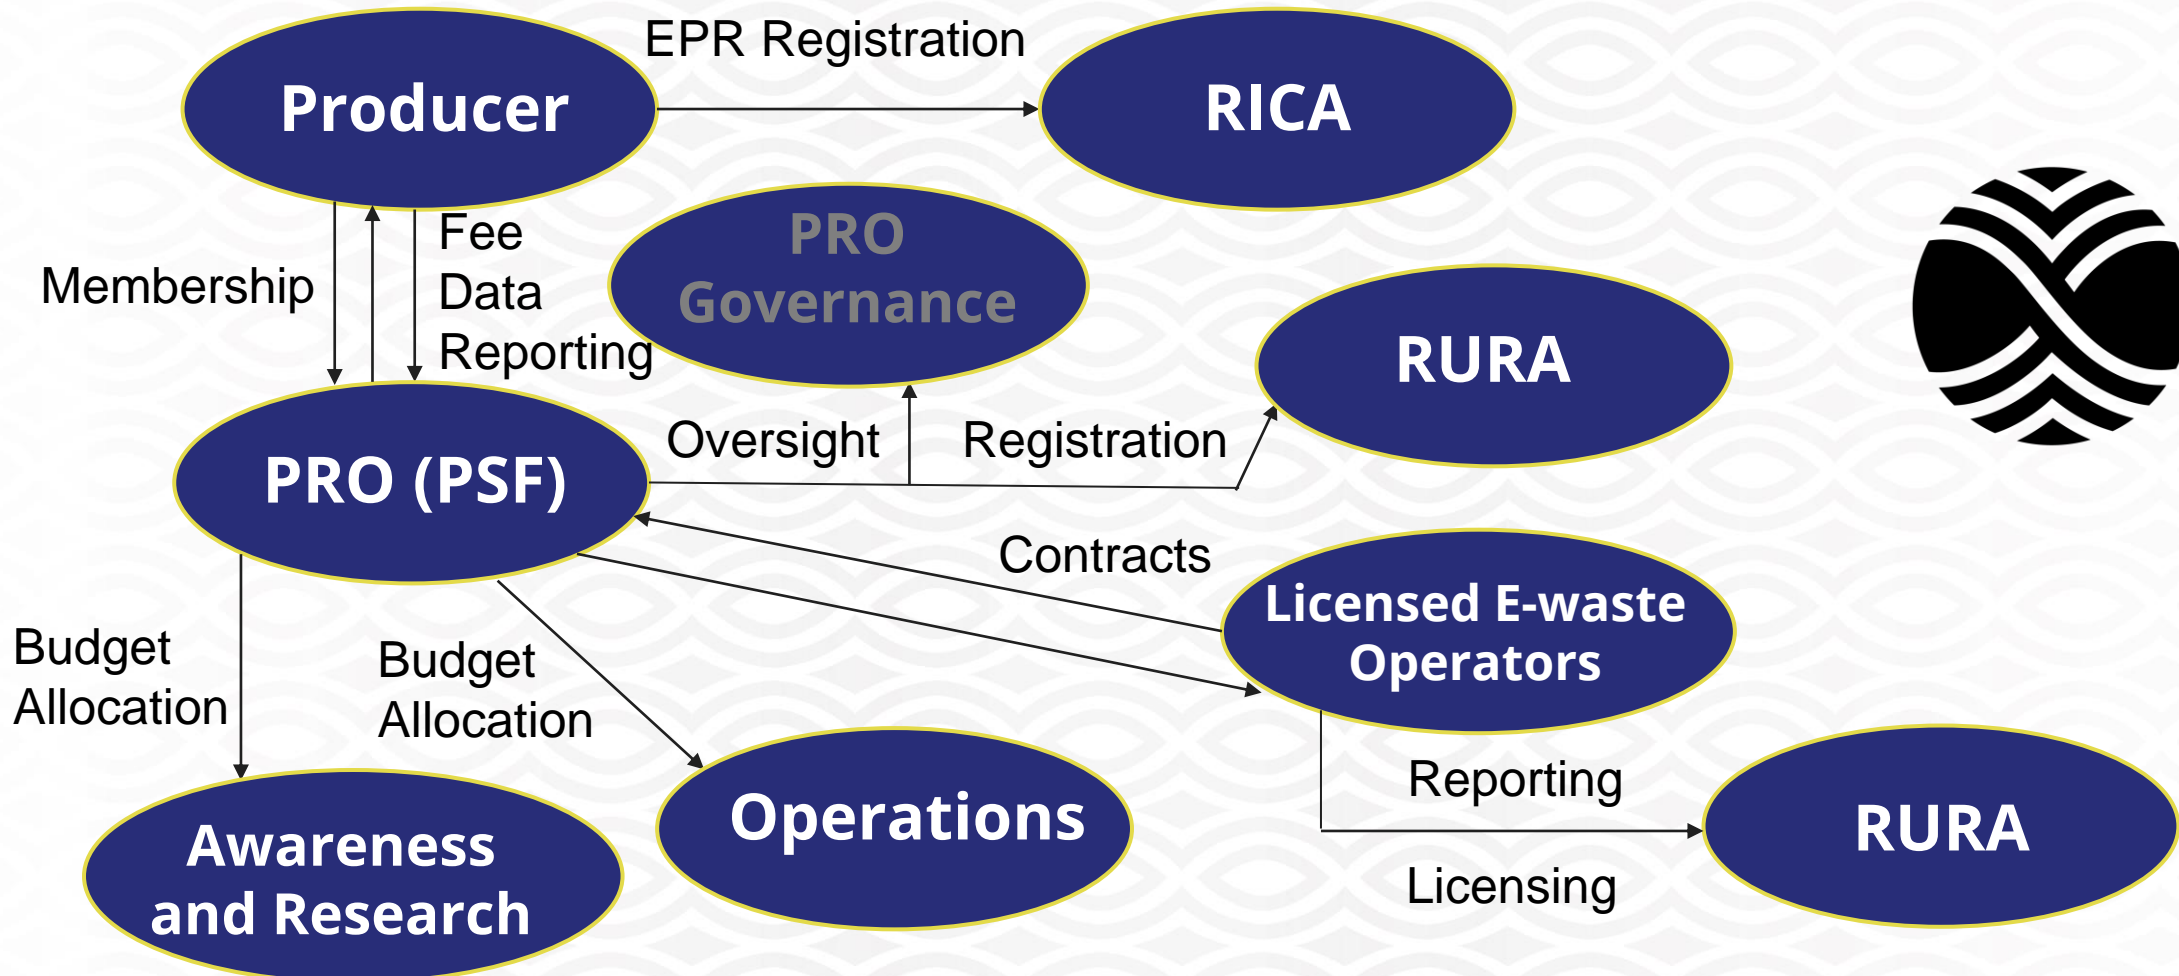 EPR Registration
Producer
RICA
Membership
Fee
Data
Reporting
PRO
Governance
RURA
PRO (PSF)
Oversight
Registration
Contracts
Licensed E-waste
Operators
Budget
Allocation
Budget
Allocation
Reporting
Licensing
RURA
Operations
Awareness
and Research